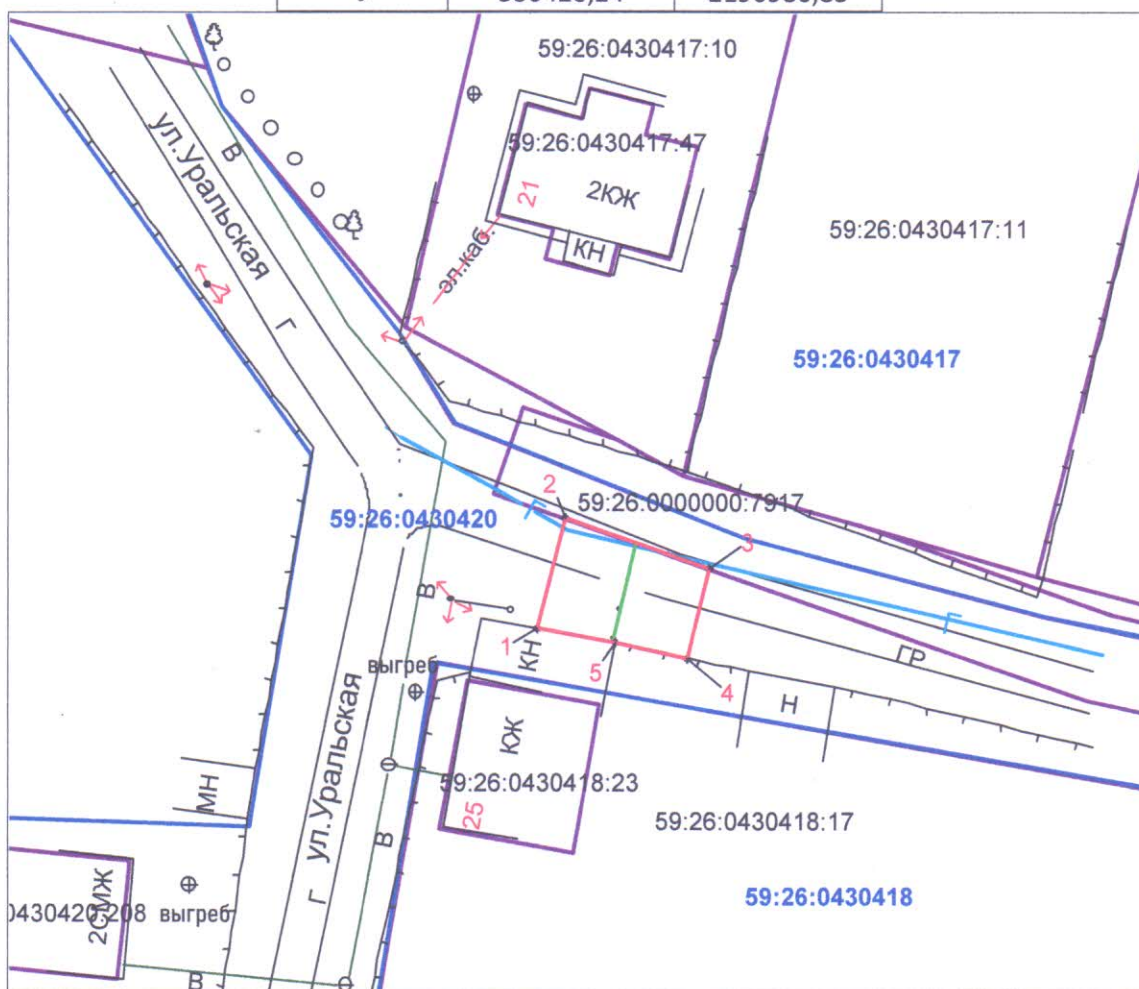 59:26:0430417:10
59:26:0430417:47
2КЖ
21
КН
эл.каб.
59:26:0430417:11
59:26:0430417
ул.Уральская
В
Г
2
59:26:0000000:7917
Г
59:26:0430420
3
В
1
КН
5
4
Г
ГР
Н
выгреб
КЖ
59:26:0430418:23
25
59:26:0430418:17
59:26:0430418
МН
ул.Уральская
Г
В
0430420:208
2СМЖ
выгреб
В